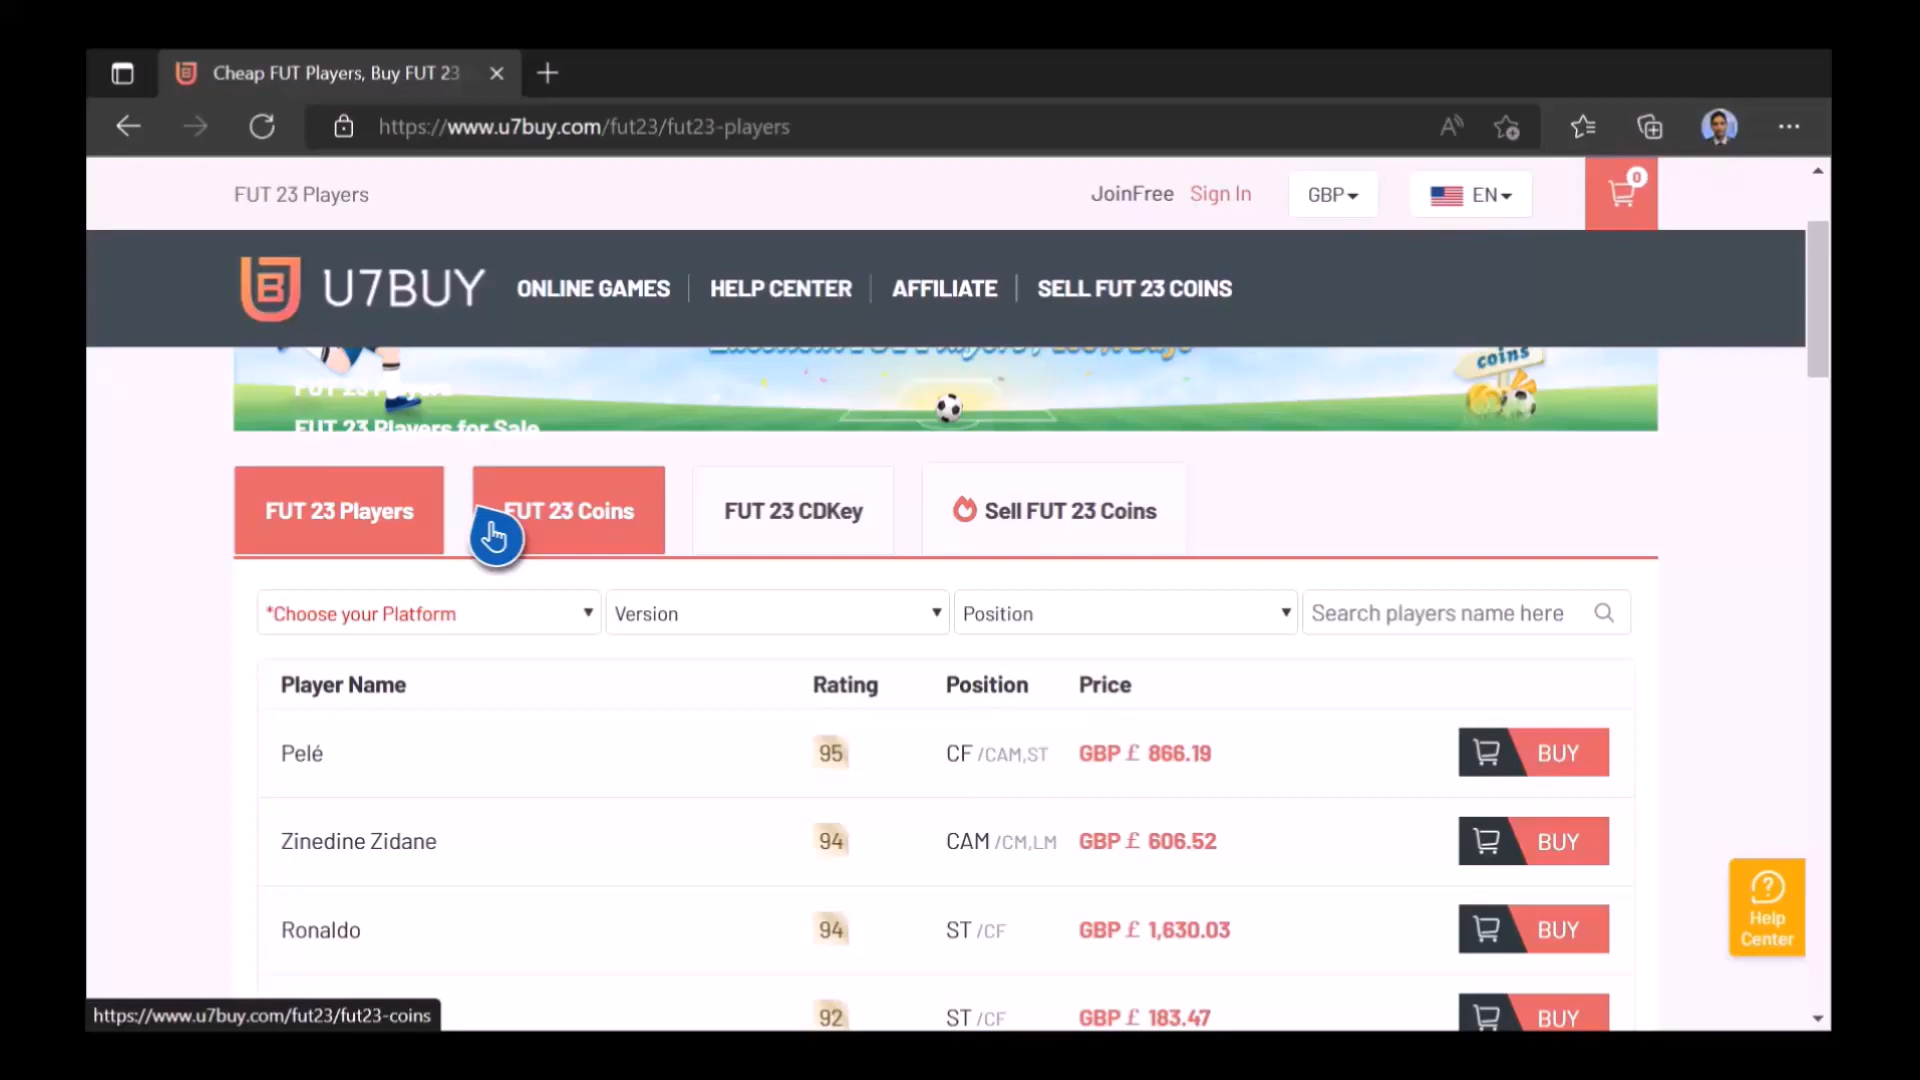 Cheap FUT Players, Buy FUT 23
https://www.u7buy.com/fut23/fut23-players
FUT 23 Players
JoinFree Sign In GBP EN 0
U7BUY ONLINE GAMES HELP CENTER AFFILIATE SELL FUT 23 COINS
coins
FUT 23 Players
FUT 23 Players for Sale
FUT 23 Players FUT 23 Coins FUT 23 CDKey Sell FUT 23 Coins
*Choose your Platform Version Position Search players name here
Player Name Rating Position Price
Pelé 95 CF /CAM,ST GBP £ 866.19 BUY
Zinedine Zidane 94 CAM /CM,LM GBP £ 606.52 BUY
Ronaldo 94 ST /CF GBP £ 1,630.03 BUY
Help
Center
92 ST /CF GBP £ 183.47 BUY
https://www.u7buy.com/fut23/fut23-coins